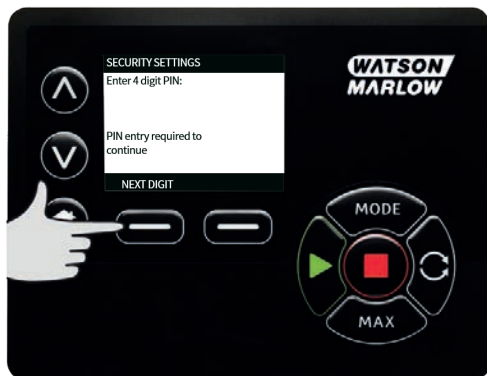 SECURITY SETTINGS
Enter 4 digit PIN:
PIN entry required to
continue
NEXT DIGIT
WATSON
MARLOW
MODE
MAX